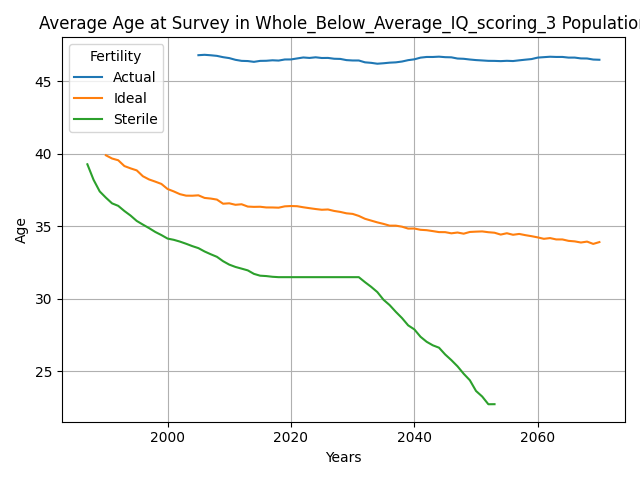 Average Age at Survey in Whole_Below_Average_IQ_scoring_3 Population
Fertility
Actual
Ideal
Sterile
45
40
35
30
25
Age
2000
2020
2040
2060
Years